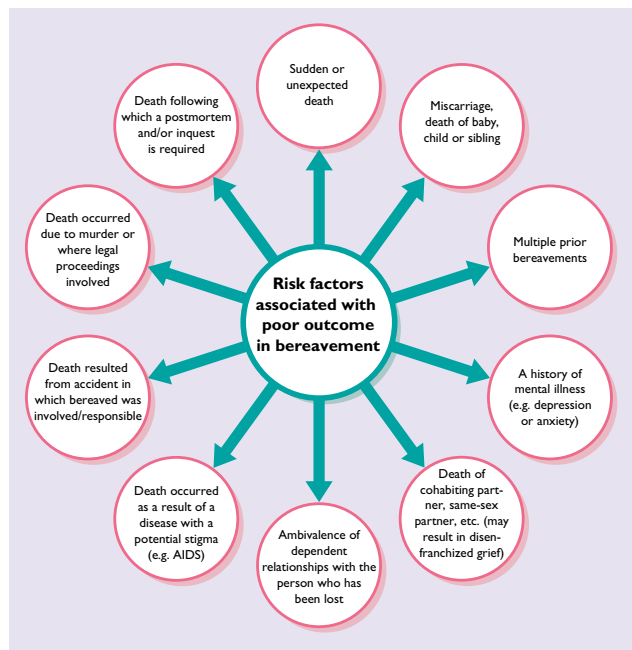 Risk factors
associated with
poor outcome
in bereavement
Sudden or
unexpected
death
Miscarriage,
death of baby,
child or sibling
Multiple prior
bereavements
A history of
mental illness
(e.g. depression
or anxiety)
Death of
cohabiting part-
ner, same-sex
partner, etc. (may
result in disen-
franchized grief)
Ambivalence of
dependent
relationships with the
person who has
been lost
Death occurred
as a result of a
disease with a
potential stigma
(e.g. AIDS)
Death resulted
from accident in
which bereaved was
involved/responsible
Death occurred
due to murder or
where legal
proceedings
involved
Death following
which a postmortem
and/or inquest
is required